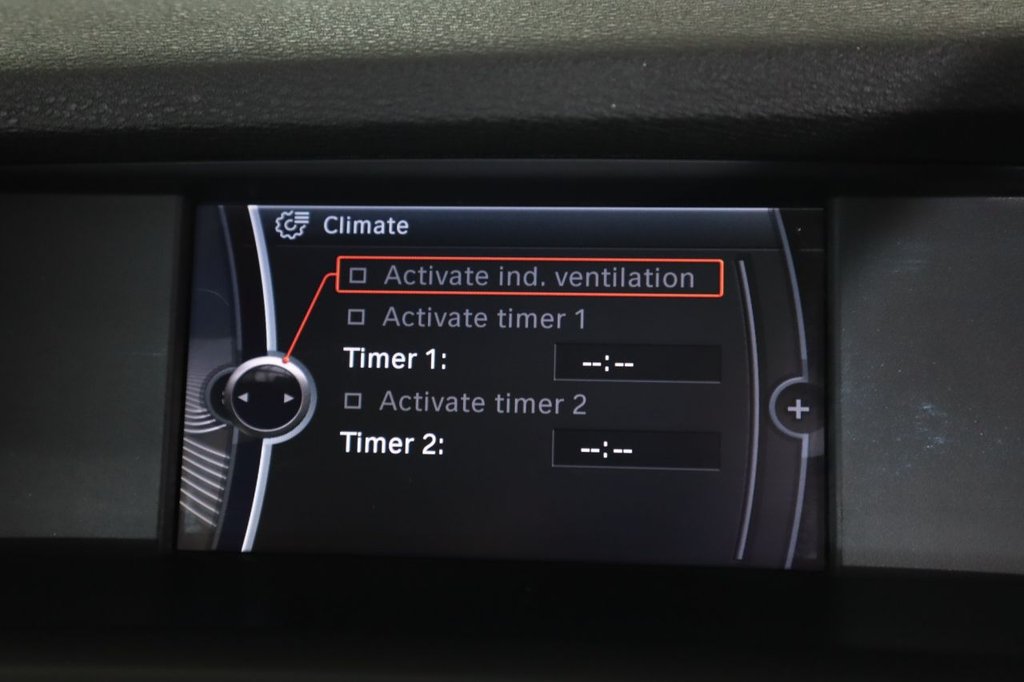 Climate
Activate ind. ventilation
Activate timer 1
Timer 1: --:--
Activate timer 2
Timer 2: --:--
+